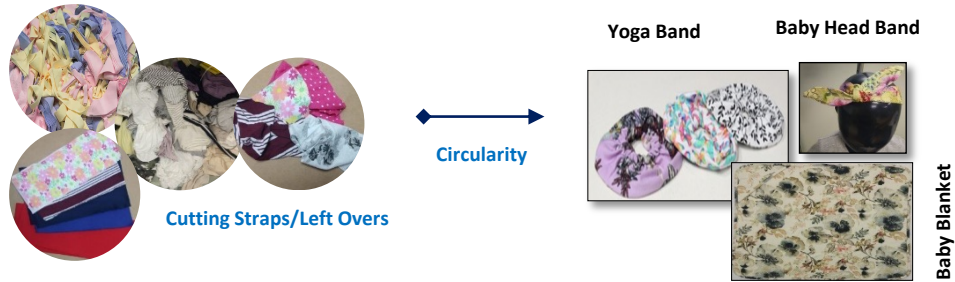 Yoga Band
Baby Head Band
Circularity
Cutting Straps/Left Overs
Baby Blanket